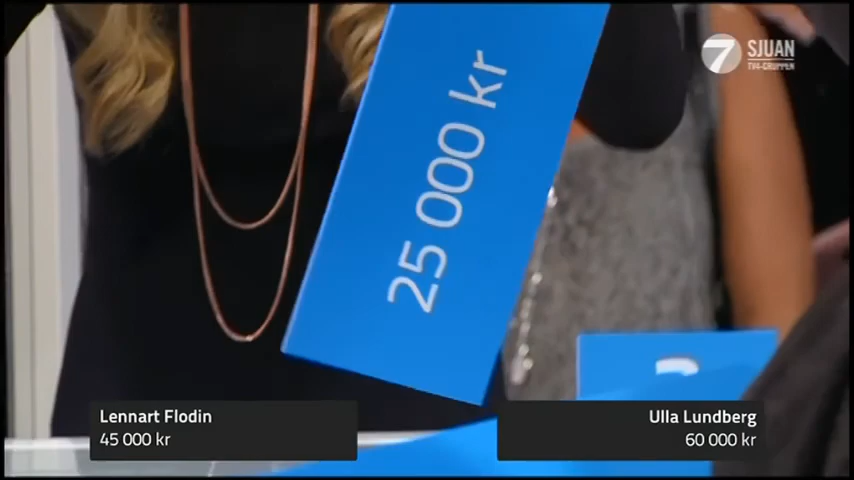 7 SJUAN
TV4-GRUPPEN
25 000 kr
Lennart Flodin
45 000 kr
Ulla Lundberg
60 000 kr